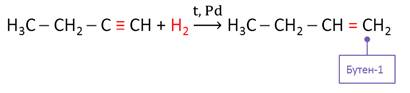 t, Pd
H₃C – CH₂ – C ≡ CH + H₂ → H₃C – CH₂ – CH = CH₂
Бутен-1